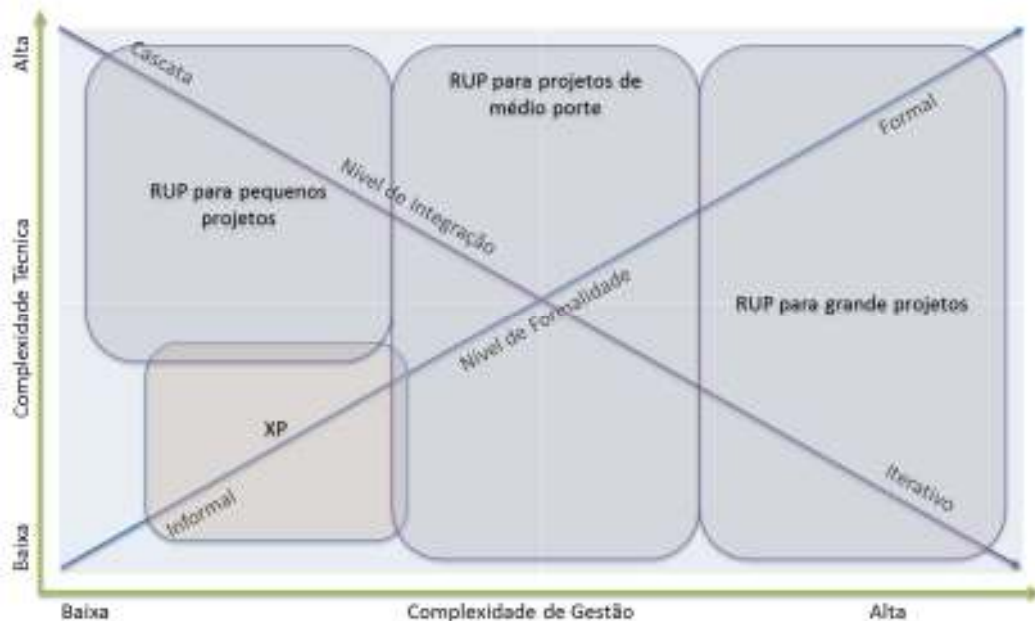 Alta
Complexidade Técnica
Baixa
Cascata
RUP para pequenos
projetos
RUP para projetos de
médio porte
Nível de Integração
Formal
Nível de Formalidade
RUP para grande projetos
XP
Informal
Iterativo
Baixa
Complexidade de Gestão
Alta